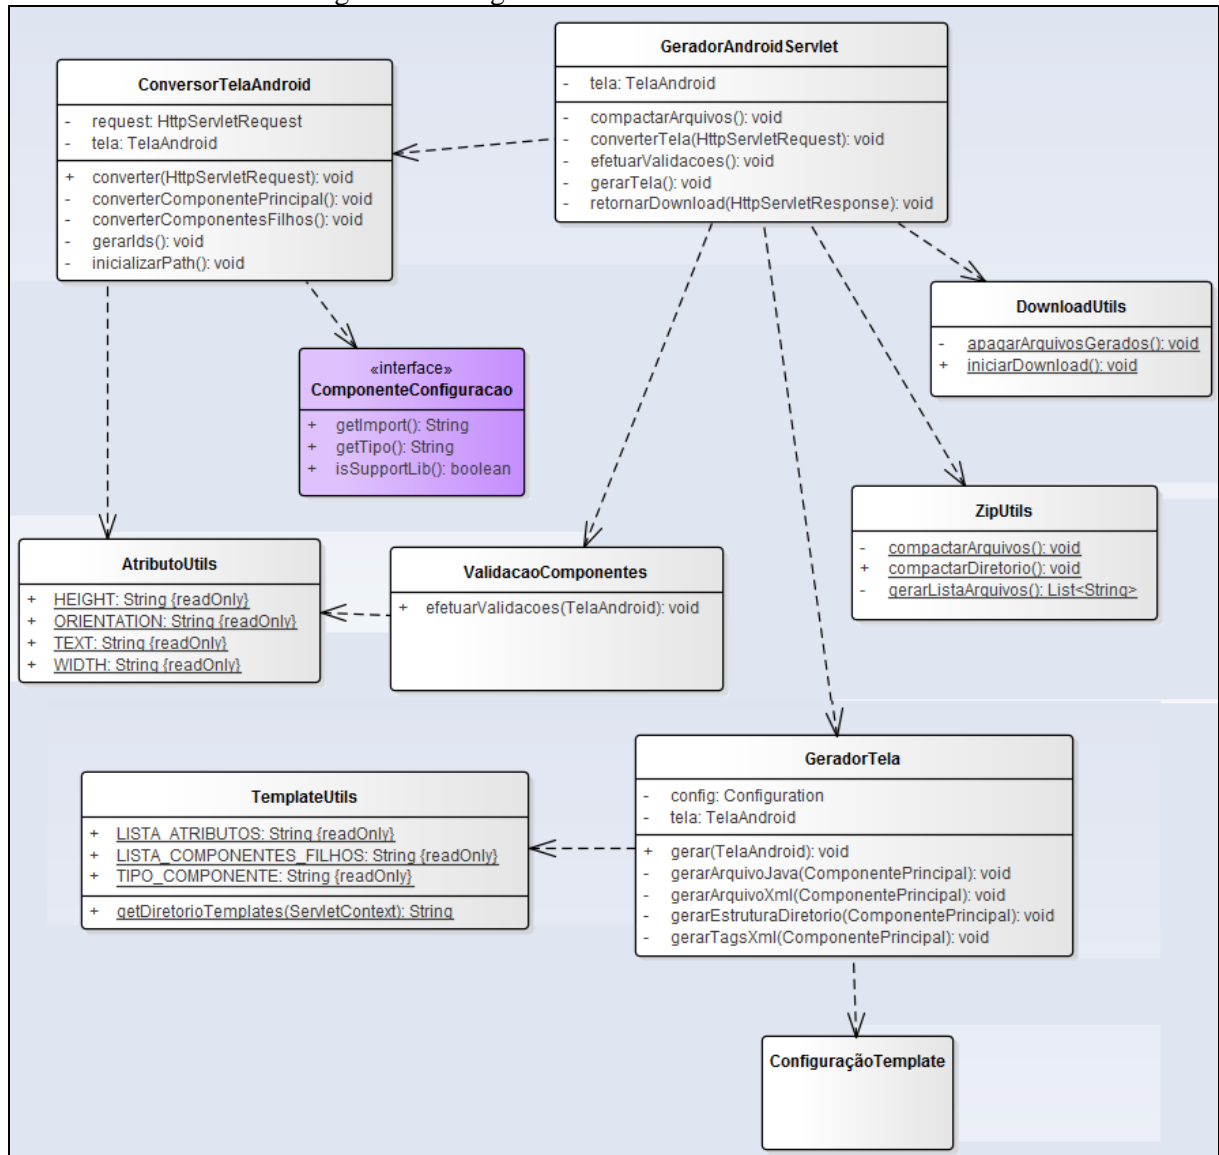 GeradorAndroidServlet
- tela: TelaAndroid
- compactarArquivos(): void
- converterTela(HttpServletRequest): void
- efetuarValidacoes(): void
- gerarTela(): void
- retornarDownload(HttpServletResponse): void
ConversorTelaAndroid
- request: HttpServletRequest
- tela: TelaAndroid
+ converter(HttpServletRequest): void
- converterComponentePrincipal(): void
- converterComponentesFilhos(): void
- gerarIds(): void
- inicializarPath(): void
DownloadUtils
- apagarArquivosGerados(): void
+ iniciarDownload(): void
«interface»
ComponenteConfiguracao
+ getImport(): String
+ getTipo(): String
+ isSupportLib(): boolean
ZipUtils
- compactarArquivos(): void
+ compactarDiretorio(): void
- gerarListaArquivos(): List<String>
AtributoUtils
+ HEIGHT: String {readOnly}
+ ORIENTATION: String {readOnly}
+ TEXT: String {readOnly}
+ WIDTH: String {readOnly}
ValidacaoComponentes
+ efetuarValidacoes(TelaAndroid): void
GeradorTela
- config: Configuration
- tela: TelaAndroid
+ gerar(TelaAndroid): void
- gerarArquivoJava(ComponentePrincipal): void
- gerarArquivoXml(ComponentePrincipal): void
- gerarEstruturaDiretorio(ComponentePrincipal): void
- gerarTagsXml(ComponentePrincipal): void
TemplateUtils
+ LISTA_ATRIBUTOS: String {readOnly}
+ LISTA_COMPONENTES_FILHOS: String {readOnly}
+ TIPO_COMPONENTE: String {readOnly}
+ getDiretorioTemplates(ServletContext): String
ConfiguraçãoTemplate